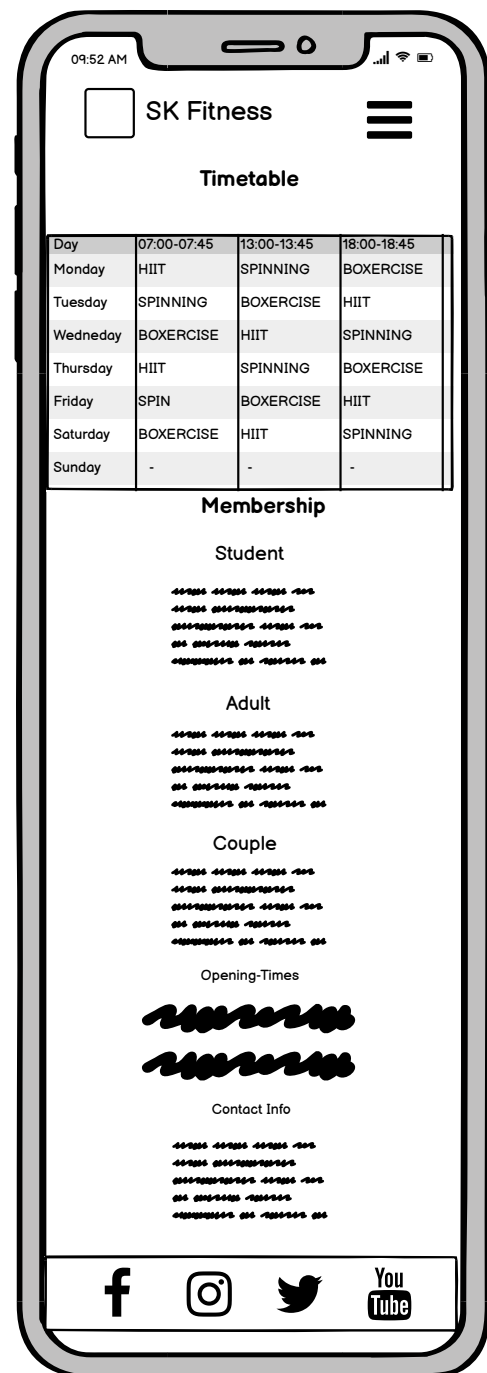 09:52 AM
SK Fitness
Timetable
Day 07:00-07:45 13:00-13:45 18:00-18:45
Monday HIIT SPINNING BOXERCISE
Tuesday SPINNING BOXERCISE HIIT
Wedneday BOXERCISE HIIT SPINNING
Thursday HIIT SPINNING BOXERCISE
Friday SPIN BOXERCISE HIIT
Saturday BOXERCISE HIIT SPINNING
Sunday - - -
Membership
Student
Adult
Couple
Opening-Times
Contact Info
You
Tube